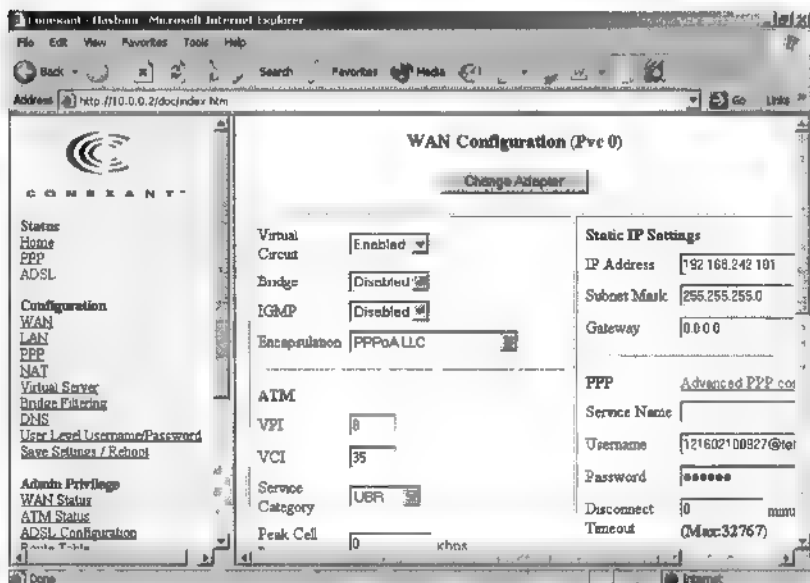 Conexant - Hasbani - Microsoft Internet Explorer
File Edit View Favorites Tools Help
Back Search Favorites Media
Address http://10.0.0.2/doc/index.htm Go Links »
CONEXANT
Status
Home
PPP
ADSL
Configuration
WAN
LAN
PPP
NAT
Virtual Server
Bridge Filtering
DNS
User Level Username/Password
Save Settings / Reboot
Admin Privilege
WAN Status
ATM Status
ADSL Configuration
Route Table
WAN Configuration (Pvc 0)
Change Adapter
Virtual Circuit Enabled
Bridge Disabled
IGMP Disabled
Encapsulation PPPoA LLC
ATM
VPI 8
VCI 35
Service Category UBR
Peak Cell 0 kbps
Static IP Settings
IP Address 192.168.242.101
Subnet Mask 255.255.255.0
Gateway 0.0.0.0
PPP Advanced PPP con
Service Name
Username 121602100827@tel
Password ●●●●●●
Disconnect Timeout 0 minu
(Max:32767)
Done Internet